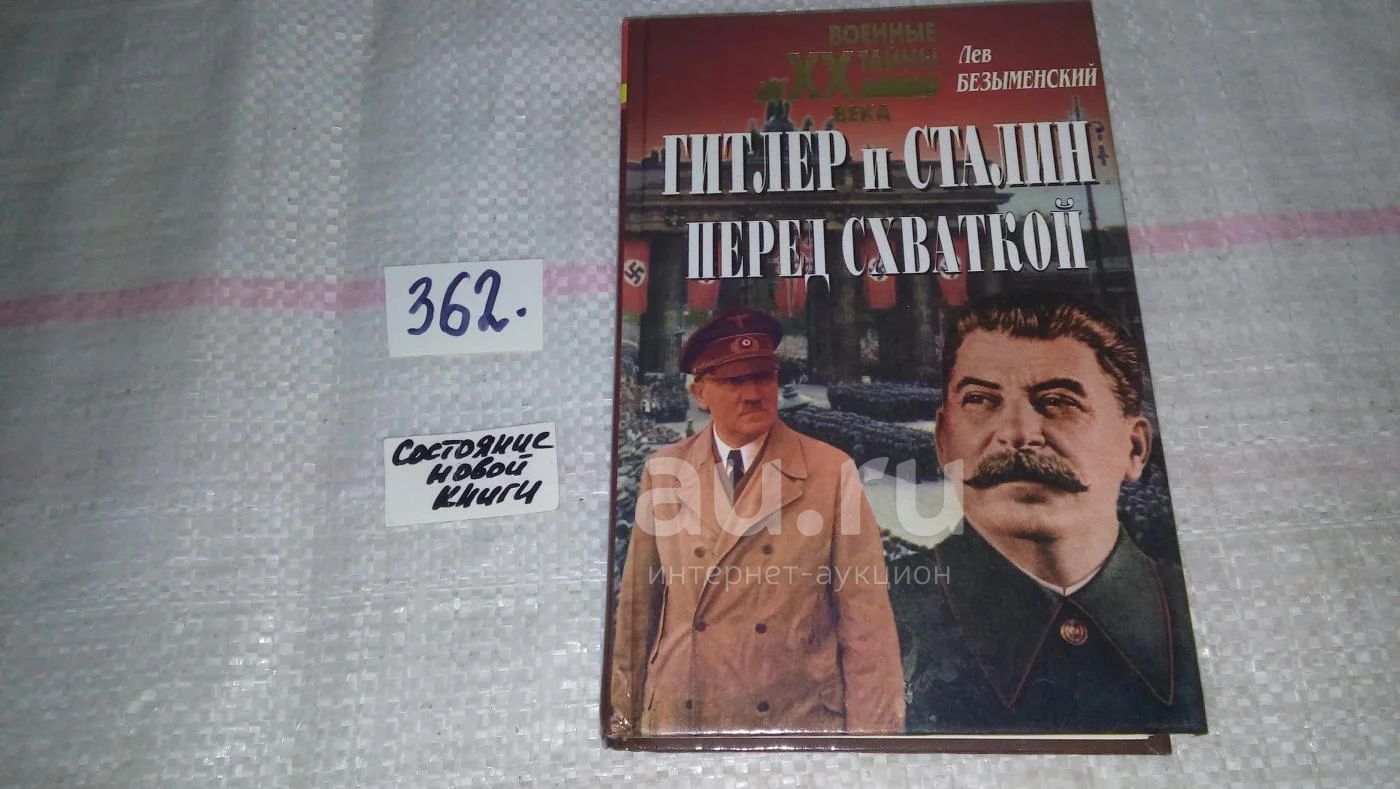 ВОЕННЫЕ
ТАЙНЫ
XX
ВЕКА
Лев
БЕЗЫМЕНСКИЙ
ГИТЛЕР и СТАЛИН
ПЕРЕД СХВАТКОЙ
362.
Состояние
новой
книги
au.ru
интернет-аукцион